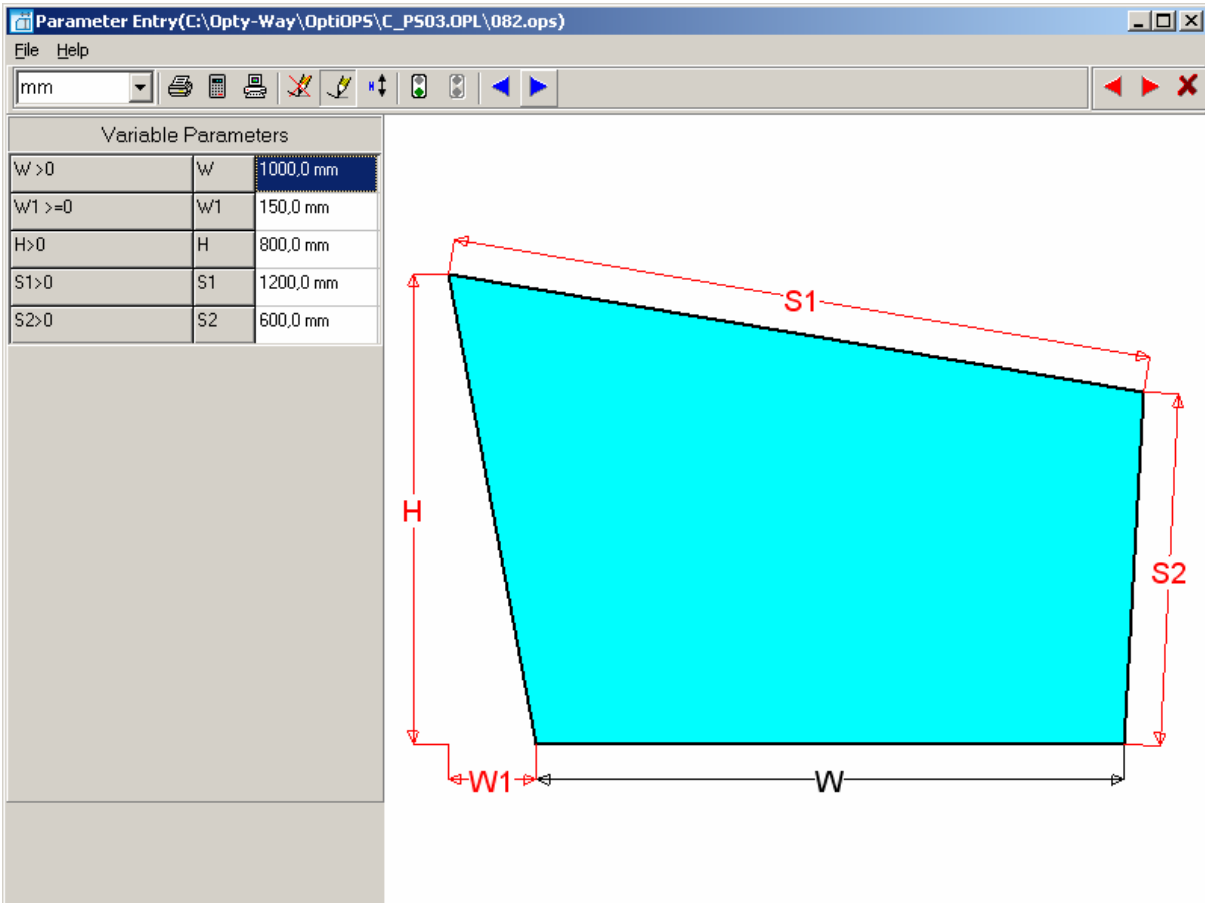 Parameter Entry(C:\Opty-Way\OptiOPS\C_PS03.OPL\082.ops)
File Help
mm
Variable Parameters
W >0 W 1000,0 mm
W1 >=0 W1 150,0 mm
H>0 H 800,0 mm
S1>0 S1 1200,0 mm
S2>0 S2 600,0 mm
S1
H
S2
W1
W